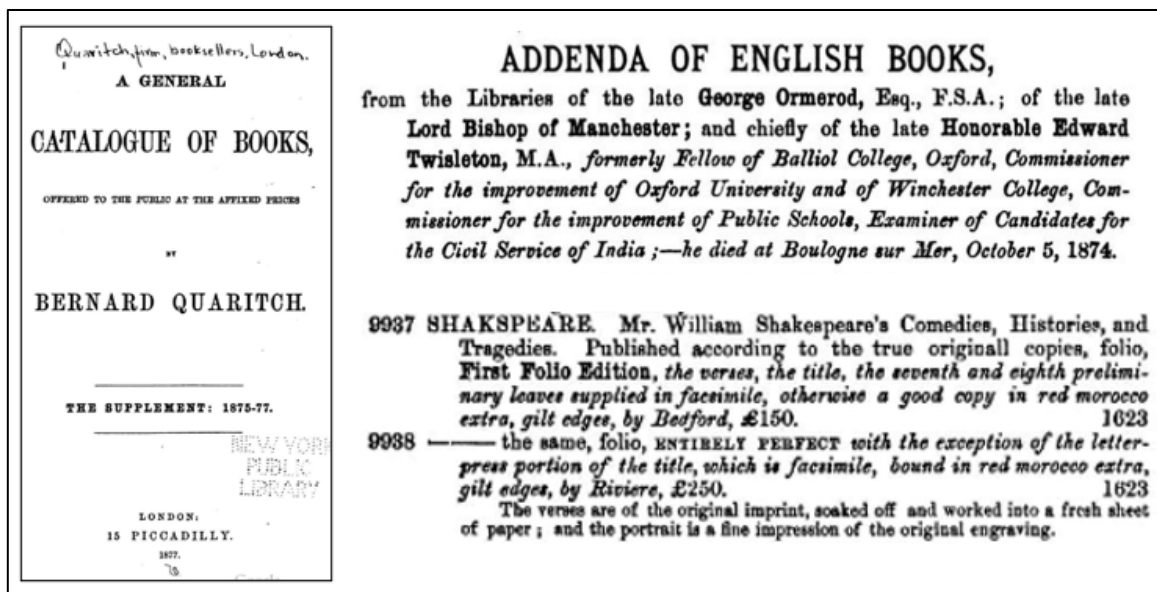 Quaritch, firm, booksellers, London.
A GENERAL
CATALOGUE OF BOOKS,
OFFERED TO THE PUBLIC AT THE AFFIXED PRICES
BY
BERNARD QUARITCH.
THE SUPPLEMENT: 1875-77.
NEW YORK
PUBLIC
LIBRARY
LONDON:
15 PICCADILLY.
1877.
ADDENDA OF ENGLISH BOOKS,
from the Libraries of the late George Ormerod, Esq., F.S.A.; of the late
Lord Bishop of Manchester; and chiefly of the late Honorable Edward
Twisleton, M.A., formerly Fellow of Balliol College, Oxford, Commissioner
for the improvement of Oxford University and of Winchester College, Com-
missioner for the improvement of Public Schools, Examiner of Candidates for
the Civil Service of India;—he died at Boulogne sur Mer, October 5, 1874.
9937 SHAKSPEARE. Mr. William Shakespeare's Comedies, Histories, and
Tragedies. Published according to the true originall copies, folio,
First Folio Edition, the verses, the title, the seventh and eighth prelimi-
nary leaves supplied in facsimile, otherwise a good copy in red morocco
extra, gilt edges, by Bedford, £150. 1623
9938 ——— the same, folio, ENTIRELY PERFECT with the exception of the letter-
press portion of the title, which is facsimile, bound in red morocco extra,
gilt edges, by Riviere, £250. 1623
The verses are of the original imprint, soaked off and worked into a fresh sheet
of paper; and the portrait is a fine impression of the original engraving.